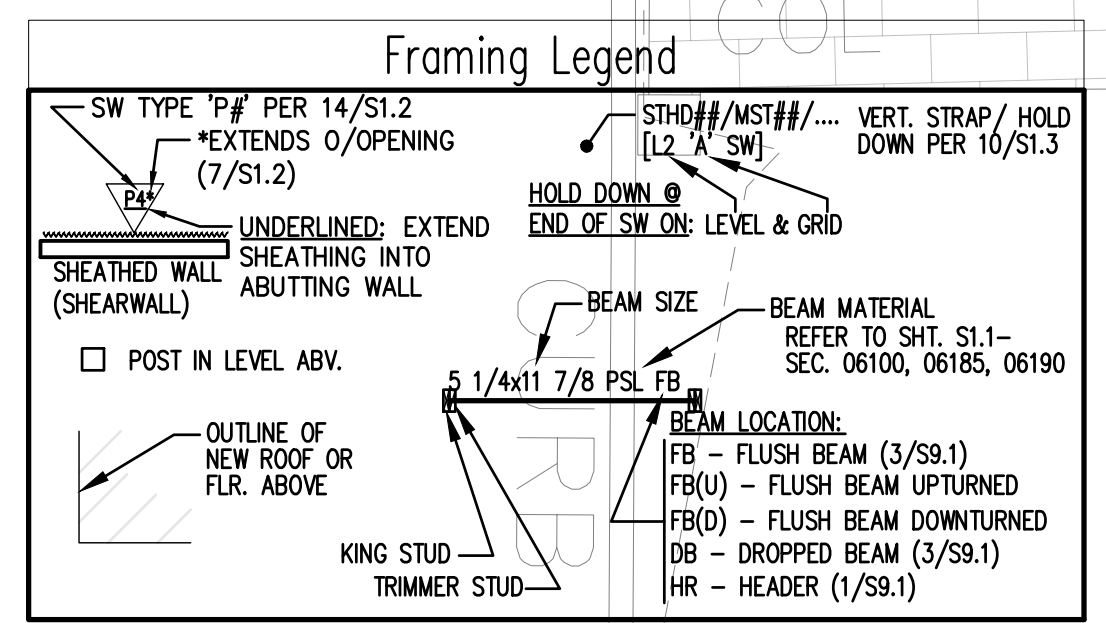 COL
Framing Legend
SW TYPE 'P#' PER 14/S1.2
*EXTENDS O/OPENING
(7/S1.2)
P4*
UNDERLINED: EXTEND
SHEATHING INTO
ABUTTING WALL
SHEATHED WALL
(SHEARWALL)
STHD##/MST##/....
[L2 'A' SW]
VERT. STRAP/ HOLD
DOWN PER 10/S1.3
HOLD DOWN @
END OF SW ON: LEVEL & GRID
POST IN LEVEL ABV.
BEAM SIZE
BEAM MATERIAL
REFER TO SHT. S1.1-
SEC. 06100, 06185, 06190
5 1/4x11 7/8 PSL FB
CURB
OUTLINE OF
NEW ROOF OR
FLR. ABOVE
BEAM LOCATION:
FB - FLUSH BEAM (3/S9.1)
FB(U) - FLUSH BEAM UPTURNED
FB(D) - FLUSH BEAM DOWNTURNED
DB - DROPPED BEAM (3/S9.1)
HR - HEADER (1/S9.1)
KING STUD
TRIMMER STUD